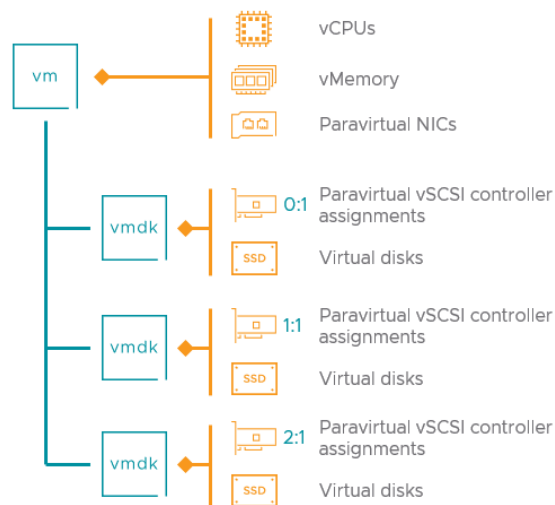 vCPUs
vm
vMemory
Paravirtual NICs
vmdk
0:1
Paravirtual vSCSI controller
assignments
SSD
Virtual disks
vmdk
1:1
Paravirtual vSCSI controller
assignments
SSD
Virtual disks
vmdk
2:1
Paravirtual vSCSI controller
assignments
SSD
Virtual disks